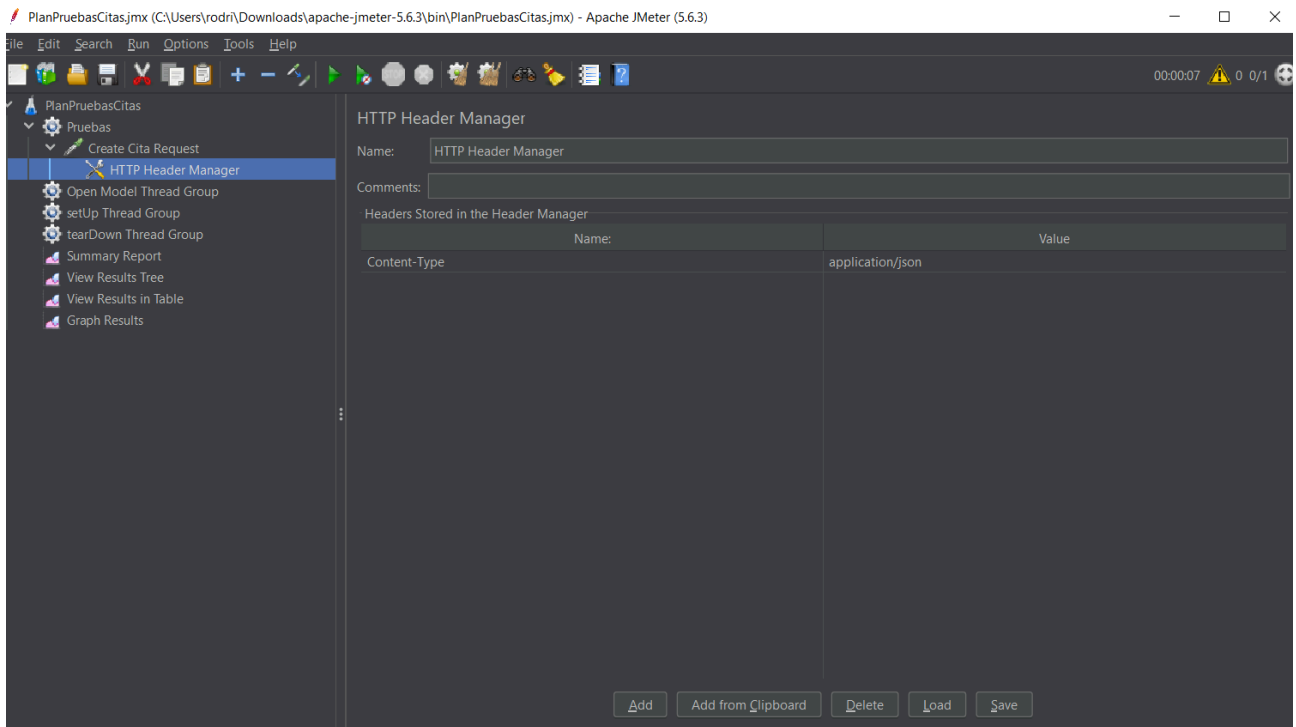 PlanPruebasCitas.jmx (C:\Users\rodri\Downloads\apache-jmeter-5.6.3\bin\PlanPruebasCitas.jmx) - Apache JMeter (5.6.3)
File Edit Search Run Options Tools Help
00:00:07 0 0/1
PlanPruebasCitas
Pruebas
Create Cita Request
HTTP Header Manager
Open Model Thread Group
setUp Thread Group
tearDown Thread Group
Summary Report
View Results Tree
View Results in Table
Graph Results
HTTP Header Manager
Name: HTTP Header Manager
Comments:
Headers Stored in the Header Manager
Name: Value
Content-Type application/json
Add Add from Clipboard Delete Load Save